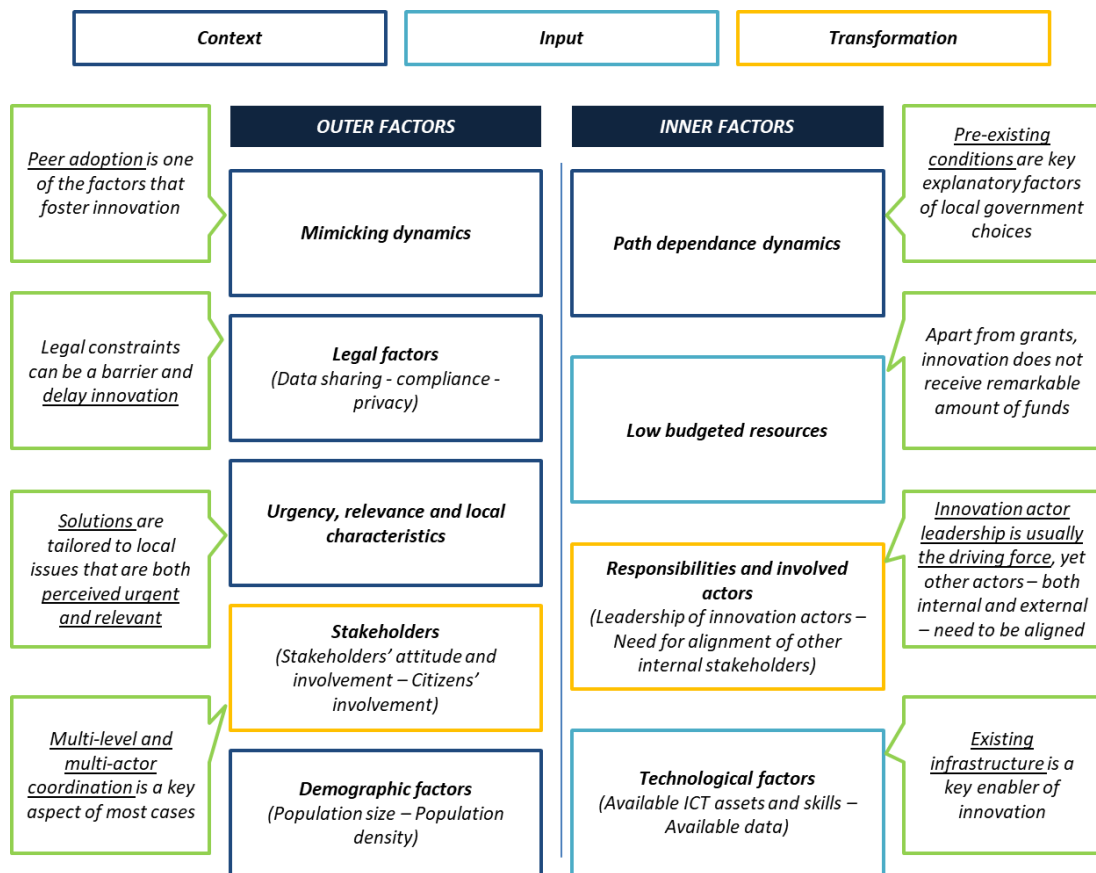 Context
Input
Transformation
OUTER FACTORS
INNER FACTORS
Peer adoption is one
of the factors that
foster innovation
Mimicking dynamics
Path dependance dynamics
Pre-existing
conditions are key
explanatory factors
of local government
choices
Legal constraints
can be a barrier and
delay innovation
Legal factors
(Data sharing - compliance -
privacy)
Low budgeted resources
Apart from grants,
innovation does not
receive remarkable
amount of funds
Solutions are
tailored to local
issues that are both
perceived urgent
and relevant
Urgency, relevance and local
characteristics
Responsibilities and involved
actors
(Leadership of innovation actors –
Need for alignment of other
internal stakeholders)
Innovation actor
leadership is usually
the driving force, yet
other actors – both
internal and external
– need to be aligned
Stakeholders
(Stakeholders’ attitude and
involvement – Citizens’
involvement)
Multi-level and
multi-actor
coordination is a key
aspect of most cases
Demographic factors
(Population size – Population
density)
Technological factors
(Available ICT assets and skills –
Available data)
Existing
infrastructure is a
key enabler of
innovation